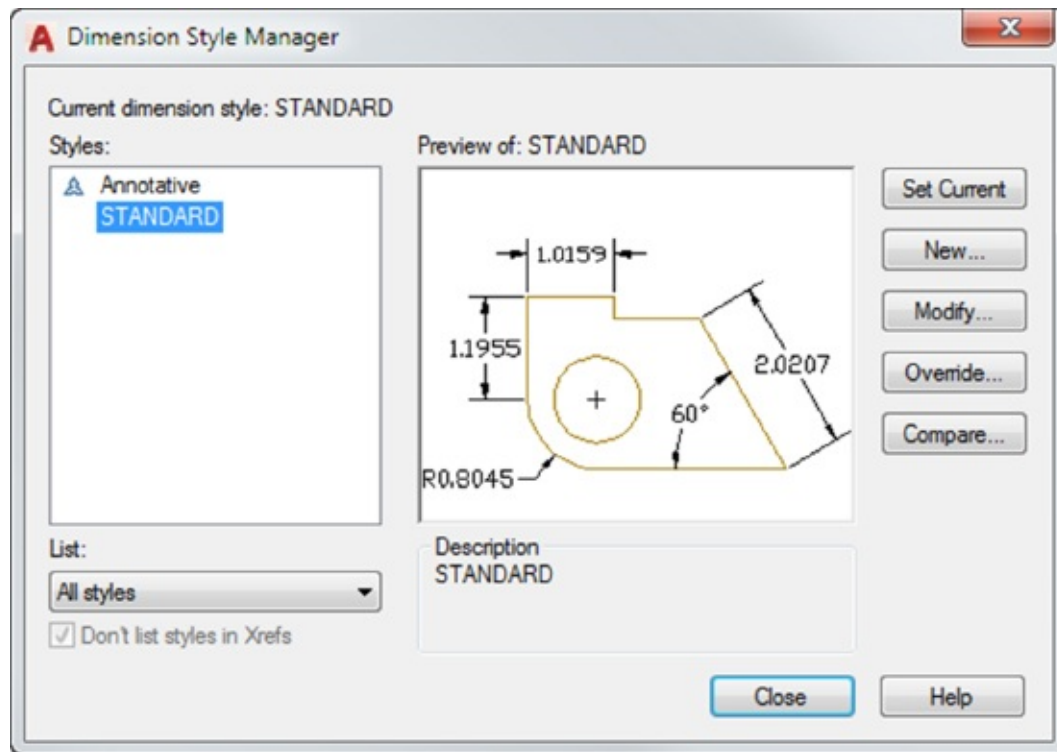 Dimension Style Manager
Current dimension style: STANDARD
Styles:
Annotative
STANDARD
List:
All styles
Don't list styles in Xrefs
Preview of: STANDARD
1.0159
1.1955
2.0207
60°
R0.8045
Description
STANDARD
Set Current
New...
Modify...
Override...
Compare...
Close
Help